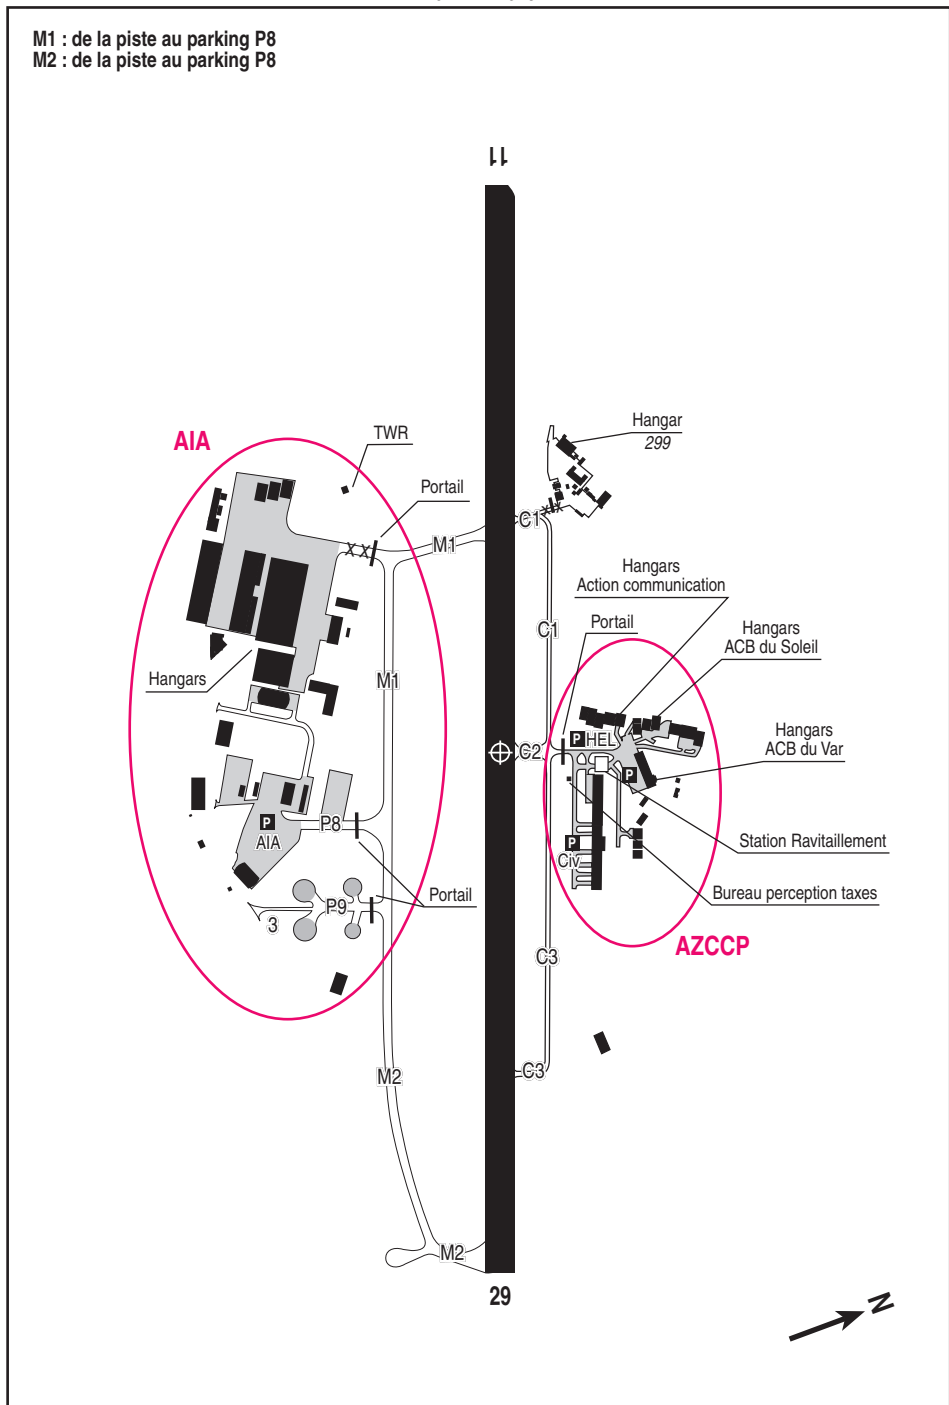 M1 : de la piste au parking P8
M2 : de la piste au parking P8
11
Hangar
299
TWR
AIA
Portail
C1
M1
Hangars
Action communication
C1
Portail
Hangars
ACB du Soleil
Hangars
M1
Hangars
ACB du Var
P HEL
C2
P
P
AIA
P8
P
Civ
Station Ravitaillement
Bureau perception taxes
Portail
P9
3
AZCCP
C3
C3
M2
M2
29
N